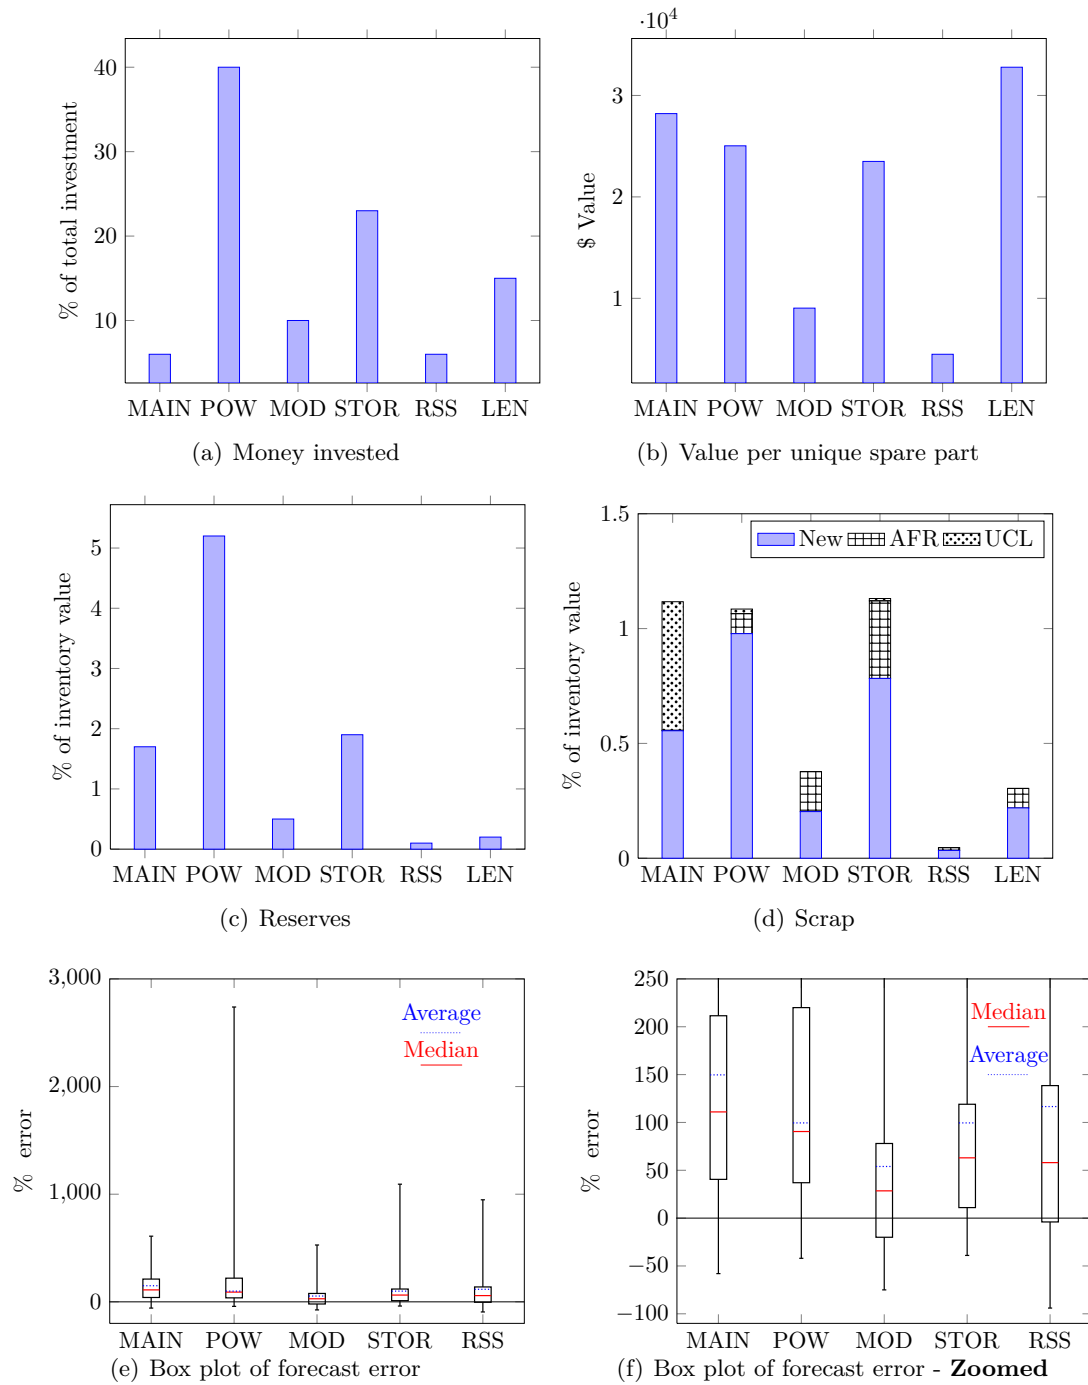 ·10⁴
% of total investment
40
30
20
10
MAIN POW MOD STOR RSS LEN
(a) Money invested
$ Value
3
2
1
MAIN POW MOD STOR RSS LEN
(b) Value per unique spare part
% of inventory value
5
4
3
2
1
0
MAIN POW MOD STOR RSS LEN
(c) Reserves
% of inventory value
1.5
1
0.5
0
New AFR UCL
MAIN POW MOD STOR RSS LEN
(d) Scrap
% error
3,000
2,000
1,000
0
Average
Median
MAIN POW MOD STOR RSS
(e) Box plot of forecast error
% error
250
200
150
100
50
0
−50
−100
Median
Average
MAIN POW MOD STOR RSS
(f) Box plot of forecast error - Zoomed